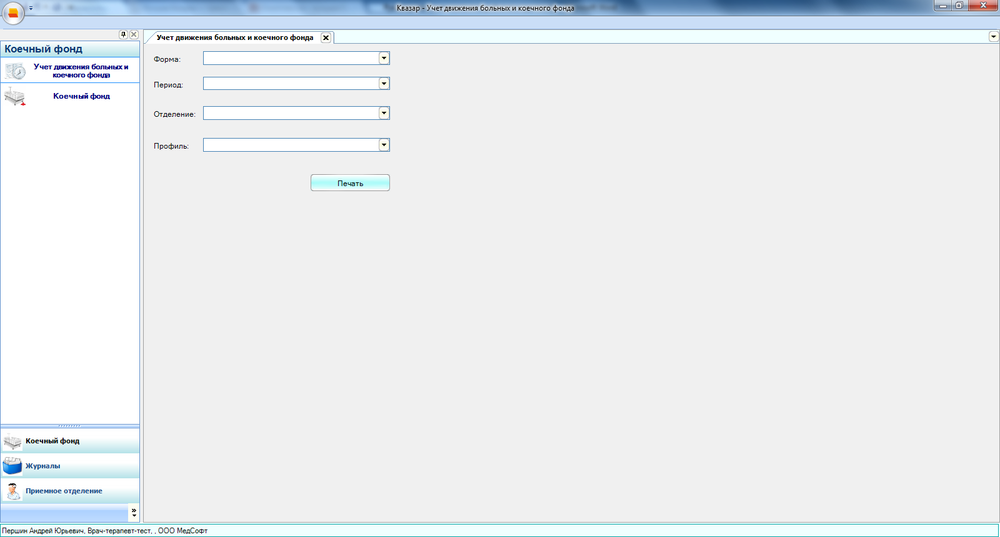 Квазар - Учет движения больных и коечного фонда
Коечный фонд
Учет движения больных и
коечного фонда
Коечный фонд
Учет движения больных и коечного фонда
Форма:
Период:
Отделение:
Профиль:
Печать
Коечный фонд
Журналы
Приемное отделение
Першин Андрей Юрьевич, Врач-терапевт-тест, , ООО МедСофт